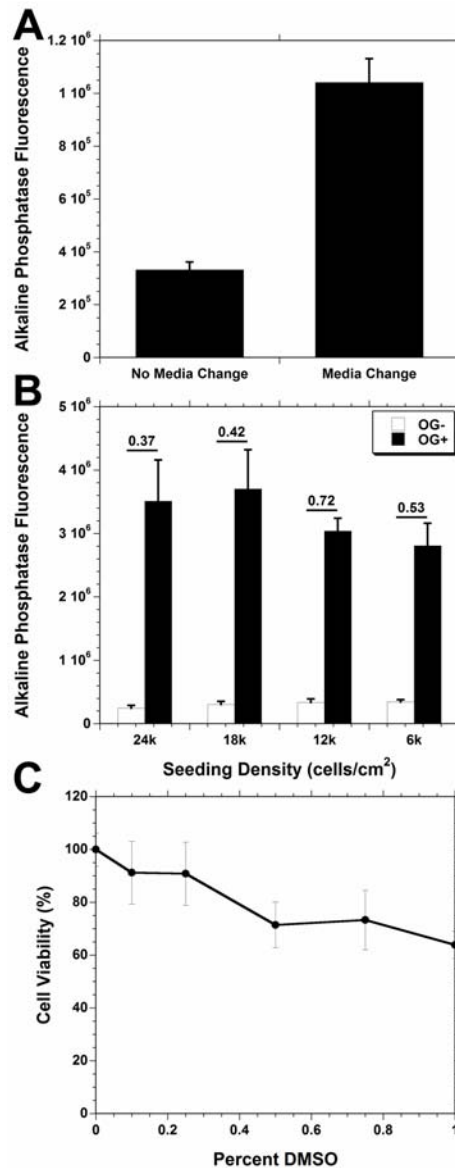 A
Alkaline Phosphatase Fluorescence
1.2 10⁶
1 10⁶
8 10⁵
6 10⁵
4 10⁵
2 10⁵
0
No Media Change Media Change
B
Alkaline Phosphatase Fluorescence
5 10⁶
4 10⁶
3 10⁶
2 10⁶
1 10⁶
0
OG-
OG+
0.37 0.42 0.72 0.53
24k 18k 12k 6k
Seeding Density (cells/cm²)
C
Cell Viability (%)
120
100
80
60
40
20
0
0 0.2 0.4 0.6 0.8 1
Percent DMSO